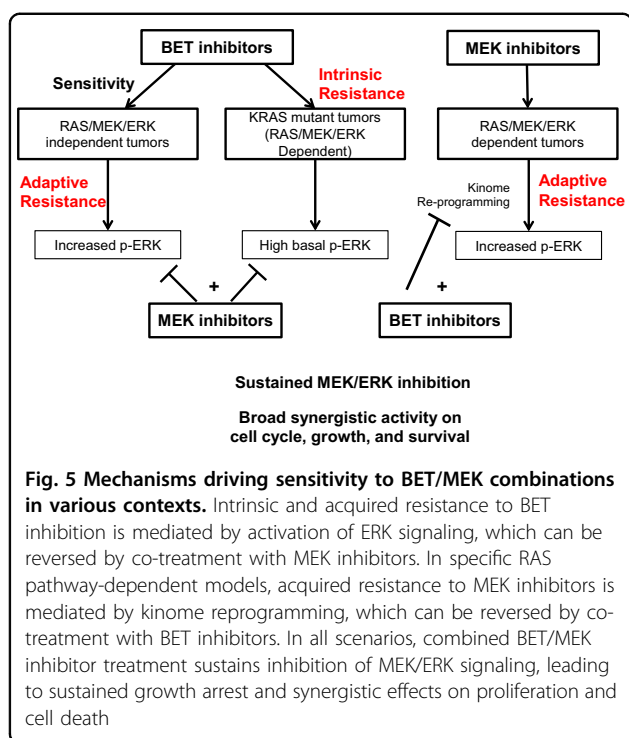 BET inhibitors
MEK inhibitors
Sensitivity
Intrinsic
Resistance
RAS/MEK/ERK
independent tumors
KRAS mutant tumors
(RAS/MEK/ERK
Dependent)
RAS/MEK/ERK
dependent tumors
Adaptive
Resistance
Kinome
Re-programming
Adaptive
Resistance
Increased p-ERK
High basal p-ERK
Increased p-ERK
+
+
MEK inhibitors
BET inhibitors
Sustained MEK/ERK inhibition
Broad synergistic activity on
cell cycle, growth, and survival
Fig. 5 Mechanisms driving sensitivity to BET/MEK combinations
in various contexts. Intrinsic and acquired resistance to BET
inhibition is mediated by activation of ERK signaling, which can be
reversed by co-treatment with MEK inhibitors. In specific RAS
pathway-dependent models, acquired resistance to MEK inhibitors is
mediated by kinome reprogramming, which can be reversed by co-
treatment with BET inhibitors. In all scenarios, combined BET/MEK
inhibitor treatment sustains inhibition of MEK/ERK signaling, leading
to sustained growth arrest and synergistic effects on proliferation and
cell death